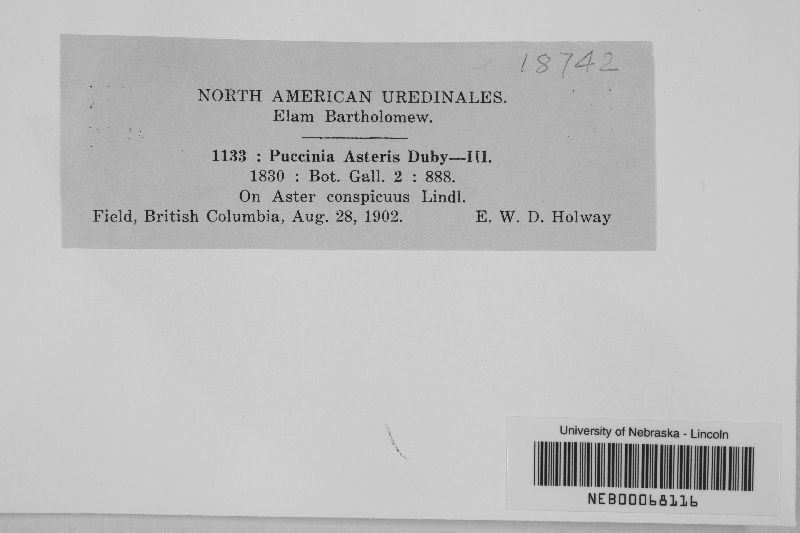 18742
NORTH AMERICAN UREDINALES.
Elam Bartholomew.
1133 : Puccinia Asteris Duby—III.
1830 : Bot. Gall. 2 : 888.
On Aster conspicuus Lindl.
Field, British Columbia, Aug. 28, 1902. E. W. D. Holway
University of Nebraska - Lincoln
NEB00068116